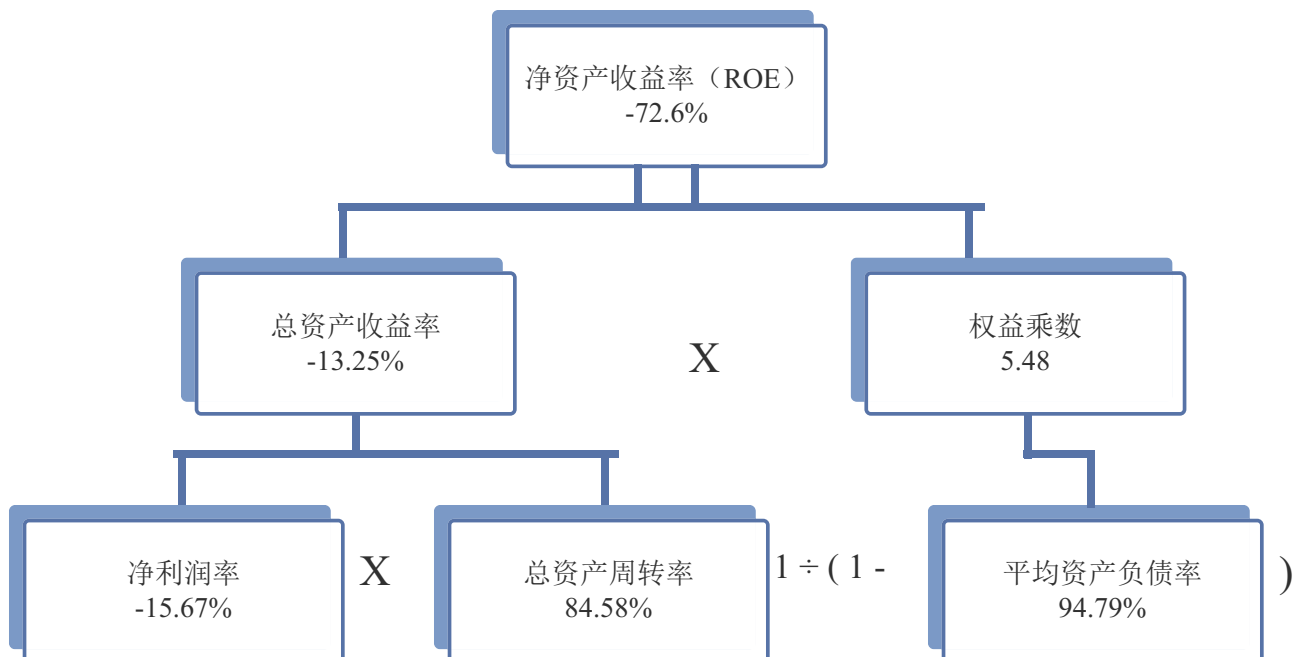 净资产收益率（ROE）
-72.6%
总资产收益率
-13.25%
X
权益乘数
5.48
净利润率
-15.67%
X
总资产周转率
84.58%
1 ÷ ( 1 -
平均资产负债率
94.79%
)